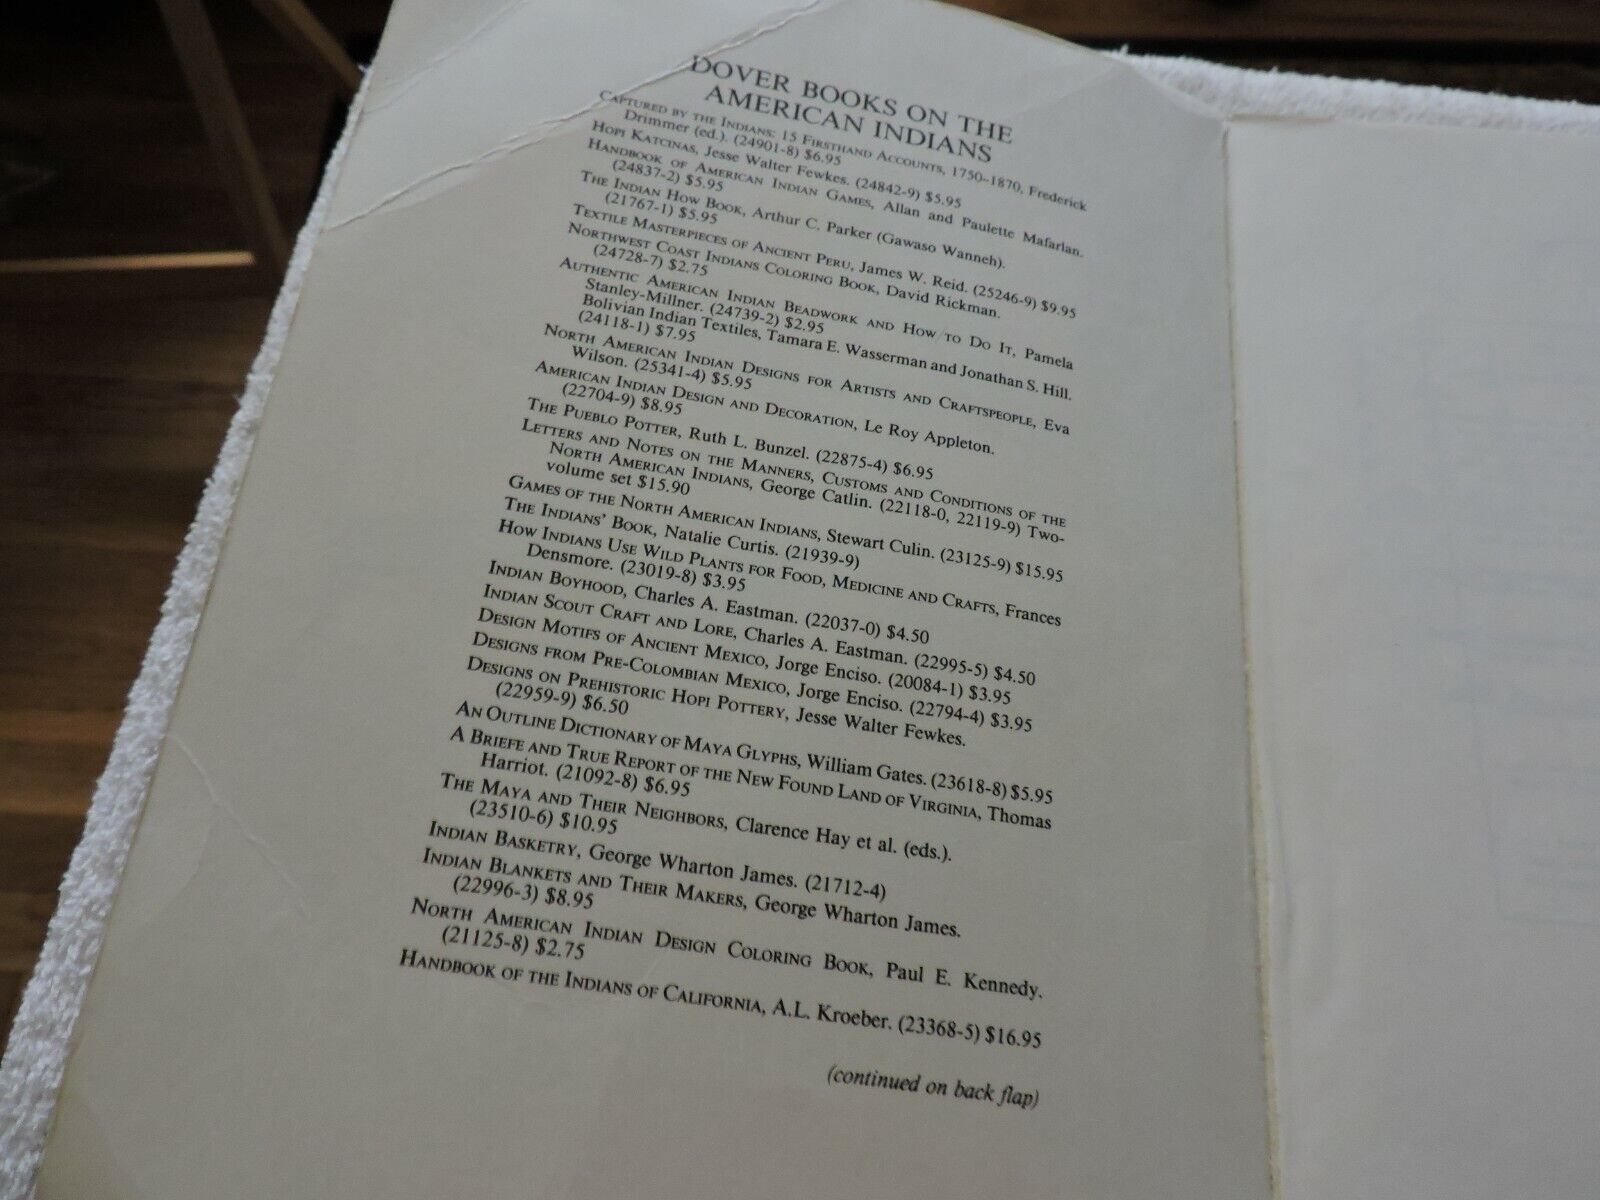 DOVER BOOKS ON THE
AMERICAN INDIANS
CAPTURED BY THE INDIANS: 15 FIRSTHAND ACCOUNTS, 1750–1870, Frederick
Drimmer (ed.). (24901-8) $6.95
HOPI KATCINAS, Jesse Walter Fewkes. (24842-9) $5.95
HANDBOOK OF AMERICAN INDIAN GAMES, Allan and Paulette Mafarlan.
(24837-2) $5.95
THE INDIAN HOW BOOK, Arthur C. Parker (Gawaso Wanneh).
(21767-1) $5.95
TEXTILE MASTERPIECES OF ANCIENT PERU, James W. Reid. (25246-9) $9.95
NORTHWEST COAST INDIANS COLORING BOOK, David Rickman.
(24728-7) $2.75
AUTHENTIC AMERICAN INDIAN BEADWORK AND HOW TO DO IT, Pamela
Stanley-Millner. (24739-2) $2.95
Bolivian Indian Textiles, Tamara E. Wasserman and Jonathan S. Hill.
(24118-1) $7.95
NORTH AMERICAN INDIAN DESIGNS FOR ARTISTS AND CRAFTSPEOPLE, Eva
Wilson. (25341-4) $5.95
AMERICAN INDIAN DESIGN AND DECORATION, Le Roy Appleton.
(22704-9) $8.95
THE PUEBLO POTTER, Ruth L. Bunzel. (22875-4) $6.95
LETTERS AND NOTES ON THE MANNERS, CUSTOMS AND CONDITIONS OF THE
NORTH AMERICAN INDIANS, George Catlin. (22118-0, 22119-9) Two-
volume set $15.90
GAMES OF THE NORTH AMERICAN INDIANS, Stewart Culin. (23125-9) $15.95
THE INDIANS' BOOK, Natalie Curtis. (21939-9)
HOW INDIANS USE WILD PLANTS FOR FOOD, MEDICINE AND CRAFTS, Frances
Densmore. (23019-8) $3.95
INDIAN BOYHOOD, Charles A. Eastman. (22037-0) $4.50
INDIAN SCOUT CRAFT AND LORE, Charles A. Eastman. (22995-5) $4.50
DESIGN MOTIFS OF ANCIENT MEXICO, Jorge Enciso. (20084-1) $3.95
DESIGNS FROM PRE-COLOMBIAN MEXICO, Jorge Enciso. (22794-4) $3.95
DESIGNS ON PREHISTORIC HOPI POTTERY, Jesse Walter Fewkes.
(22959-9) $6.50
AN OUTLINE DICTIONARY OF MAYA GLYPHS, William Gates. (23618-8) $5.95
A BRIEFE AND TRUE REPORT OF THE NEW FOUND LAND OF VIRGINIA, Thomas
Harriot. (21092-8) $6.95
THE MAYA AND THEIR NEIGHBORS, Clarence Hay et al. (eds.).
(23510-6) $10.95
INDIAN BASKETRY, George Wharton James. (21712-4)
INDIAN BLANKETS AND THEIR MAKERS, George Wharton James.
(22996-3) $8.95
NORTH AMERICAN INDIAN DESIGN COLORING BOOK, Paul E. Kennedy.
(21125-8) $2.75
HANDBOOK OF THE INDIANS OF CALIFORNIA, A.L. Kroeber. (23368-5) $16.95
(continued on back flap)